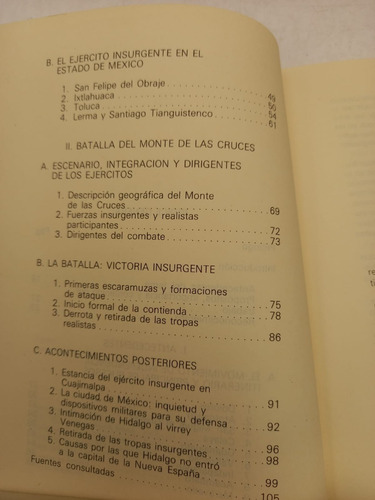 B. EL EJERCITO INSURGENTE EN EL
ESTADO DE MEXICO
1. San Felipe del Obraje
2. Ixtlahuaca . . . . . . . . . . 49
3. Toluca . . . . . . . . . . 50
4. Lerma y Santiago Tianguistenco . . . . . 54
61
II. BATALLA DEL MONTE DE LAS CRUCES
A. ESCENARIO, INTEGRACION Y DIRIGENTES
DE LOS EJERCITOS
1. Descripción geográfica del Monte
de las Cruces . . . . . . . . . . 69
2. Fuerzas insurgentes y realistas
participantes . . . . . . . . . . 72
3. Dirigentes del combate . . . . . . . . . . 73
B. LA BATALLA: VICTORIA INSURGENTE
1. Primeras escaramuzas y formaciones
de ataque . . . . . . . . . . 75
2. Inicio formal de la contienda . . . . . . . . . . 78
3. Derrota y retirada de las tropas
realistas . . . . . . . . . . 86
C. ACONTECIMIENTOS POSTERIORES
1. Estancia del ejército insurgente en
Cuajimalpa . . . . . . . . . . 91
2. La ciudad de México: inquietud y
dispositivos militares para su defensa . . . . . 92
3. Intimación de Hidalgo al virrey
Venegas . . . . . . . . . . 96
4. Retirada de las tropas insurgentes . . . . . 98
5. Causas por las que Hidalgo no entró
a la capital de la Nueva España . . . . . 99
Fuentes consultadas . . . . . . . . . . 105